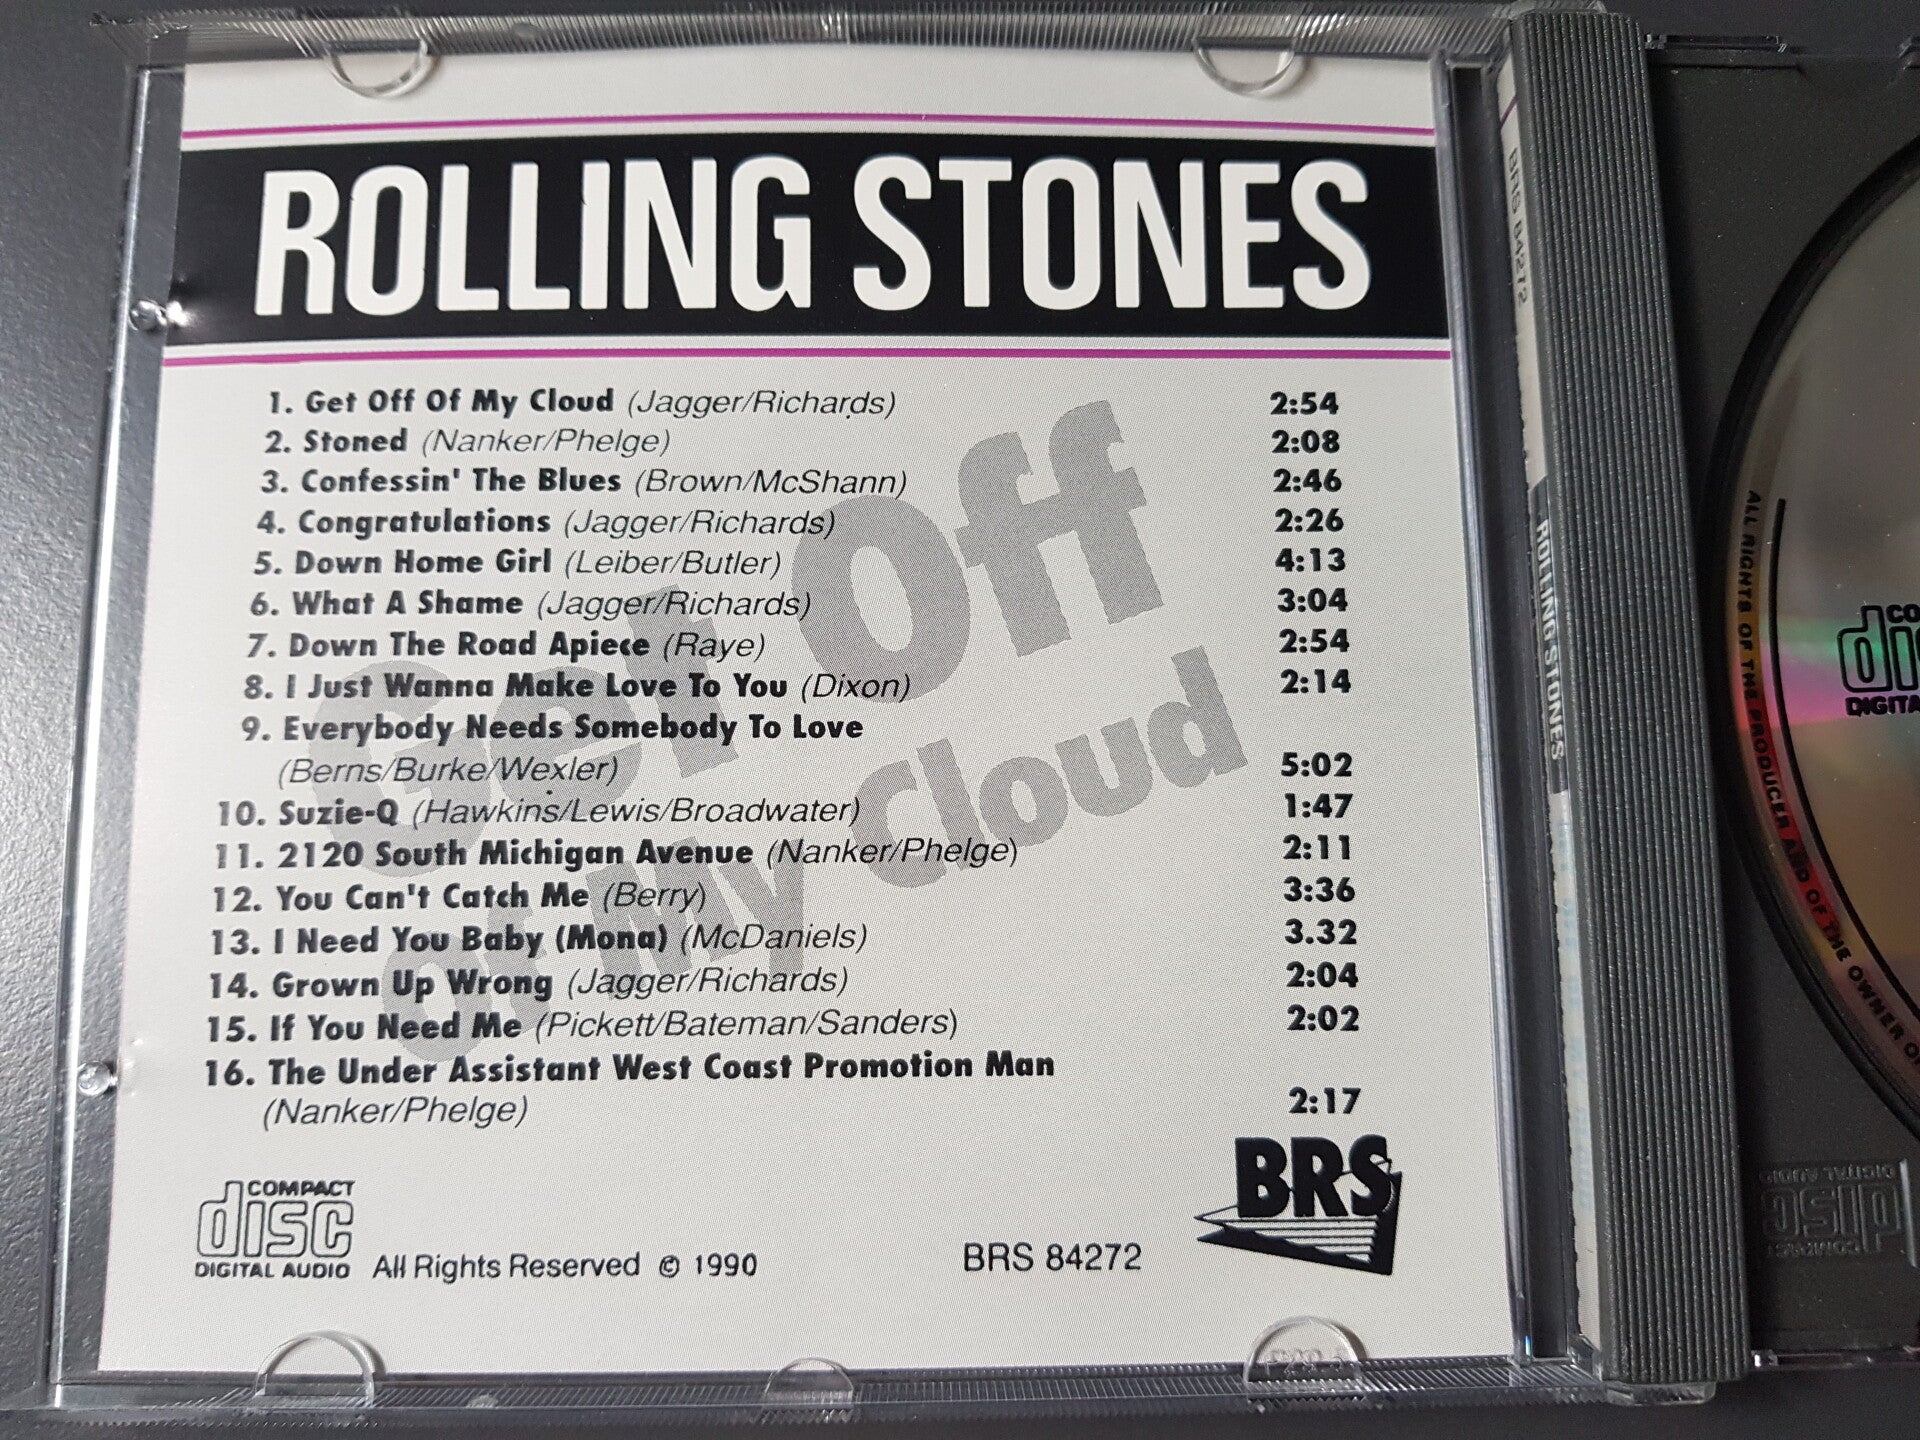 ROLLING STONES
1. Get Off Of My Cloud (Jagger/Richards) 2:54
2. Stoned (Nanker/Phelge) 2:08
3. Confessin' The Blues (Brown/McShann) 2:46
4. Congratulations (Jagger/Richards) 2:26
5. Down Home Girl (Leiber/Butler) 4:13
6. What A Shame (Jagger/Richards) 3:04
7. Down The Road Apiece (Raye) 2:54
8. I Just Wanna Make Love To You (Dixon) 2:14
9. Everybody Needs Somebody To Love
(Berns/Burke/Wexler) 5:02
10. Suzie-Q (Hawkins/Lewis/Broadwater) 1:47
11. 2120 South Michigan Avenue (Nanker/Phelge) 2:11
12. You Can't Catch Me (Berry) 3:36
13. I Need You Baby (Mona) (McDaniels) 3.32
14. Grown Up Wrong (Jagger/Richards) 2:04
15. If You Need Me (Pickett/Bateman/Sanders) 2:02
16. The Under Assistant West Coast Promotion Man
(Nanker/Phelge) 2:17
Get Off
Of My Cloud
COMPACT
disc
DIGITAL AUDIO
All Rights Reserved © 1990
BRS 84272
BRS
BRS 84272
ROLLING STONES
ALL RIGHTS OF THE PRODUCER AND OF THE OWNER
COMPACT
disc
DIGITAL AUDIO